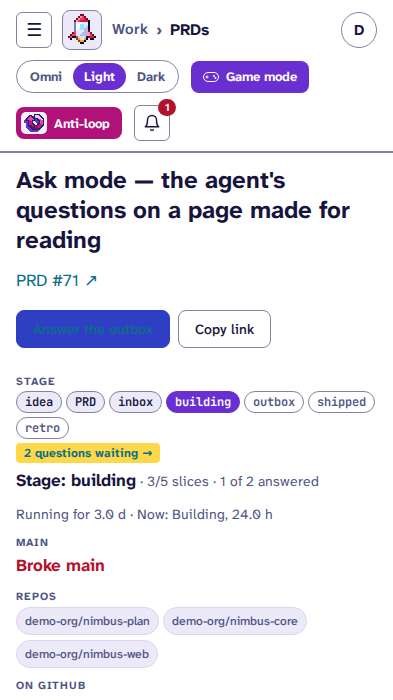 ☰ Work › PRDs D
Omni Light Dark Game mode
Anti-loop 1
Ask mode — the agent's
questions on a page made for
reading
PRD #71 ↗
Answer the outbox Copy link
STAGE
idea PRD inbox building outbox shipped
retro
2 questions waiting →
Stage: building · 3/5 slices · 1 of 2 answered
Running for 3.0 d · Now: Building, 24.0 h
MAIN
Broke main
REPOS
demo-org/nimbus-plan demo-org/nimbus-core
demo-org/nimbus-web
ON GITHUB